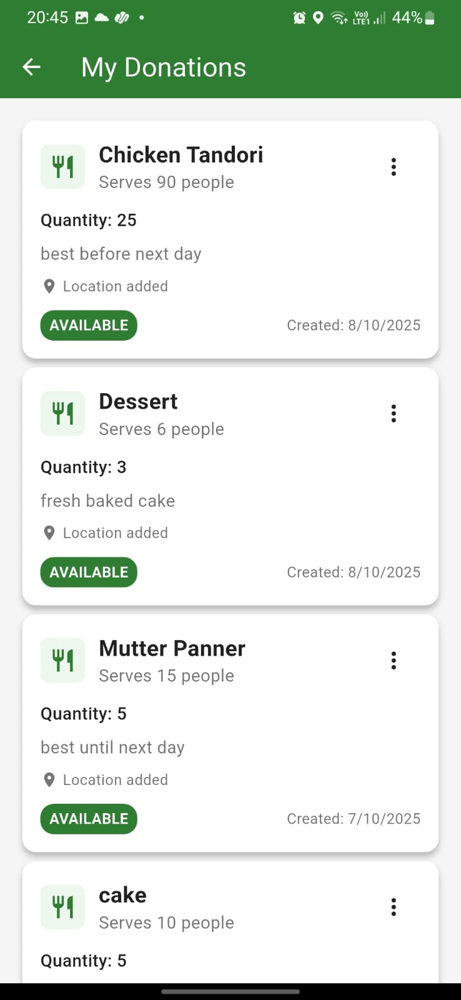 20:45
Vo))
LTE1
44%
My Donations
Chicken Tandori
Serves 90 people
Quantity: 25
best before next day
Location added
AVAILABLE
Created: 8/10/2025
Dessert
Serves 6 people
Quantity: 3
fresh baked cake
Location added
AVAILABLE
Created: 8/10/2025
Mutter Panner
Serves 15 people
Quantity: 5
best until next day
Location added
AVAILABLE
Created: 7/10/2025
cake
Serves 10 people
Quantity: 5